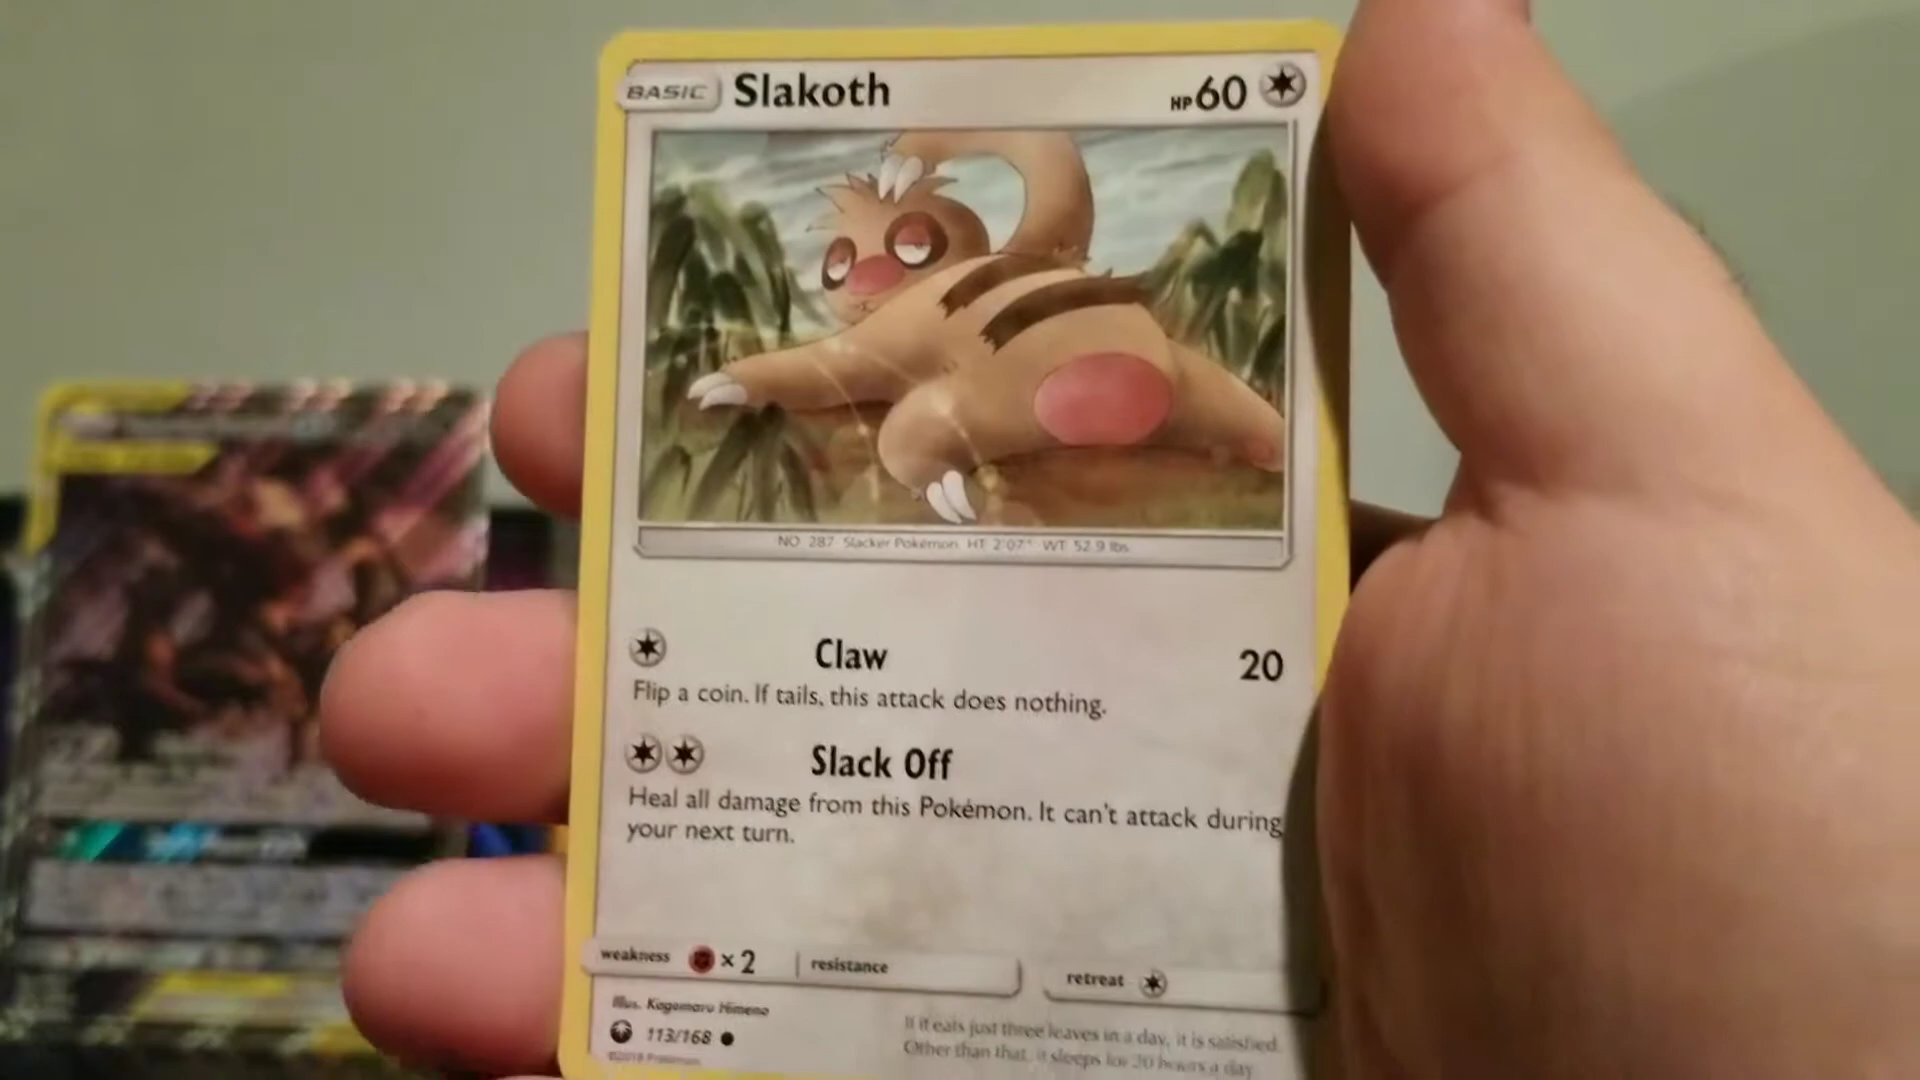 BASIC Slakoth HP60
NO. 287 Slacker Pokémon HT: 2'07" WT: 52.9 lbs.
Claw 20
Flip a coin. If tails, this attack does nothing.
Slack Off
Heal all damage from this Pokémon. It can't attack during
your next turn.
weakness ×2 resistance retreat
Illus. Kagemaru Himeno
113/168
©2018 Pokémon
If it eats just three leaves in a day, it is satisfied.
Other than that, it sleeps for 20 hours a day.